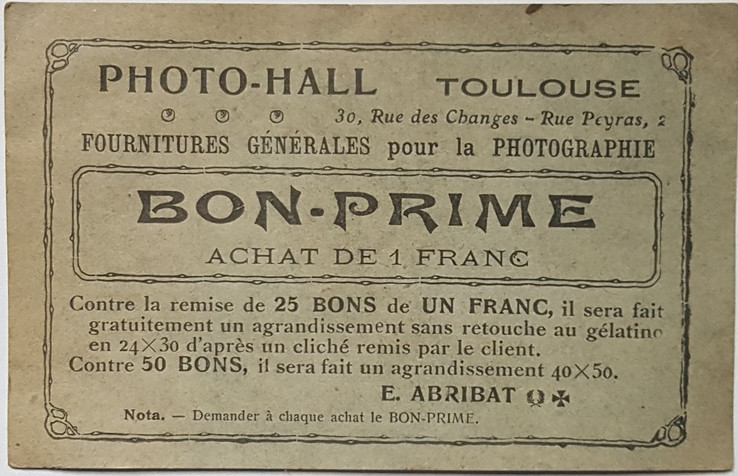 PHOTO-HALL TOULOUSE
30, Rue des Changes - Rue Peyras, 2
FOURNITURES GÉNÉRALES pour la PHOTOGRAPHIE
BON-PRIME
ACHAT DE 1 FRANC
Contre la remise de 25 BONS de UN FRANC, il sera fait
gratuitement un agrandissement sans retouche au gélatino
en 24×30 d'après un cliché remis par le client.
Contre 50 BONS, il sera fait un agrandissement 40×50.
E. ABRIBAT
Nota. — Demander à chaque achat le BON-PRIME.